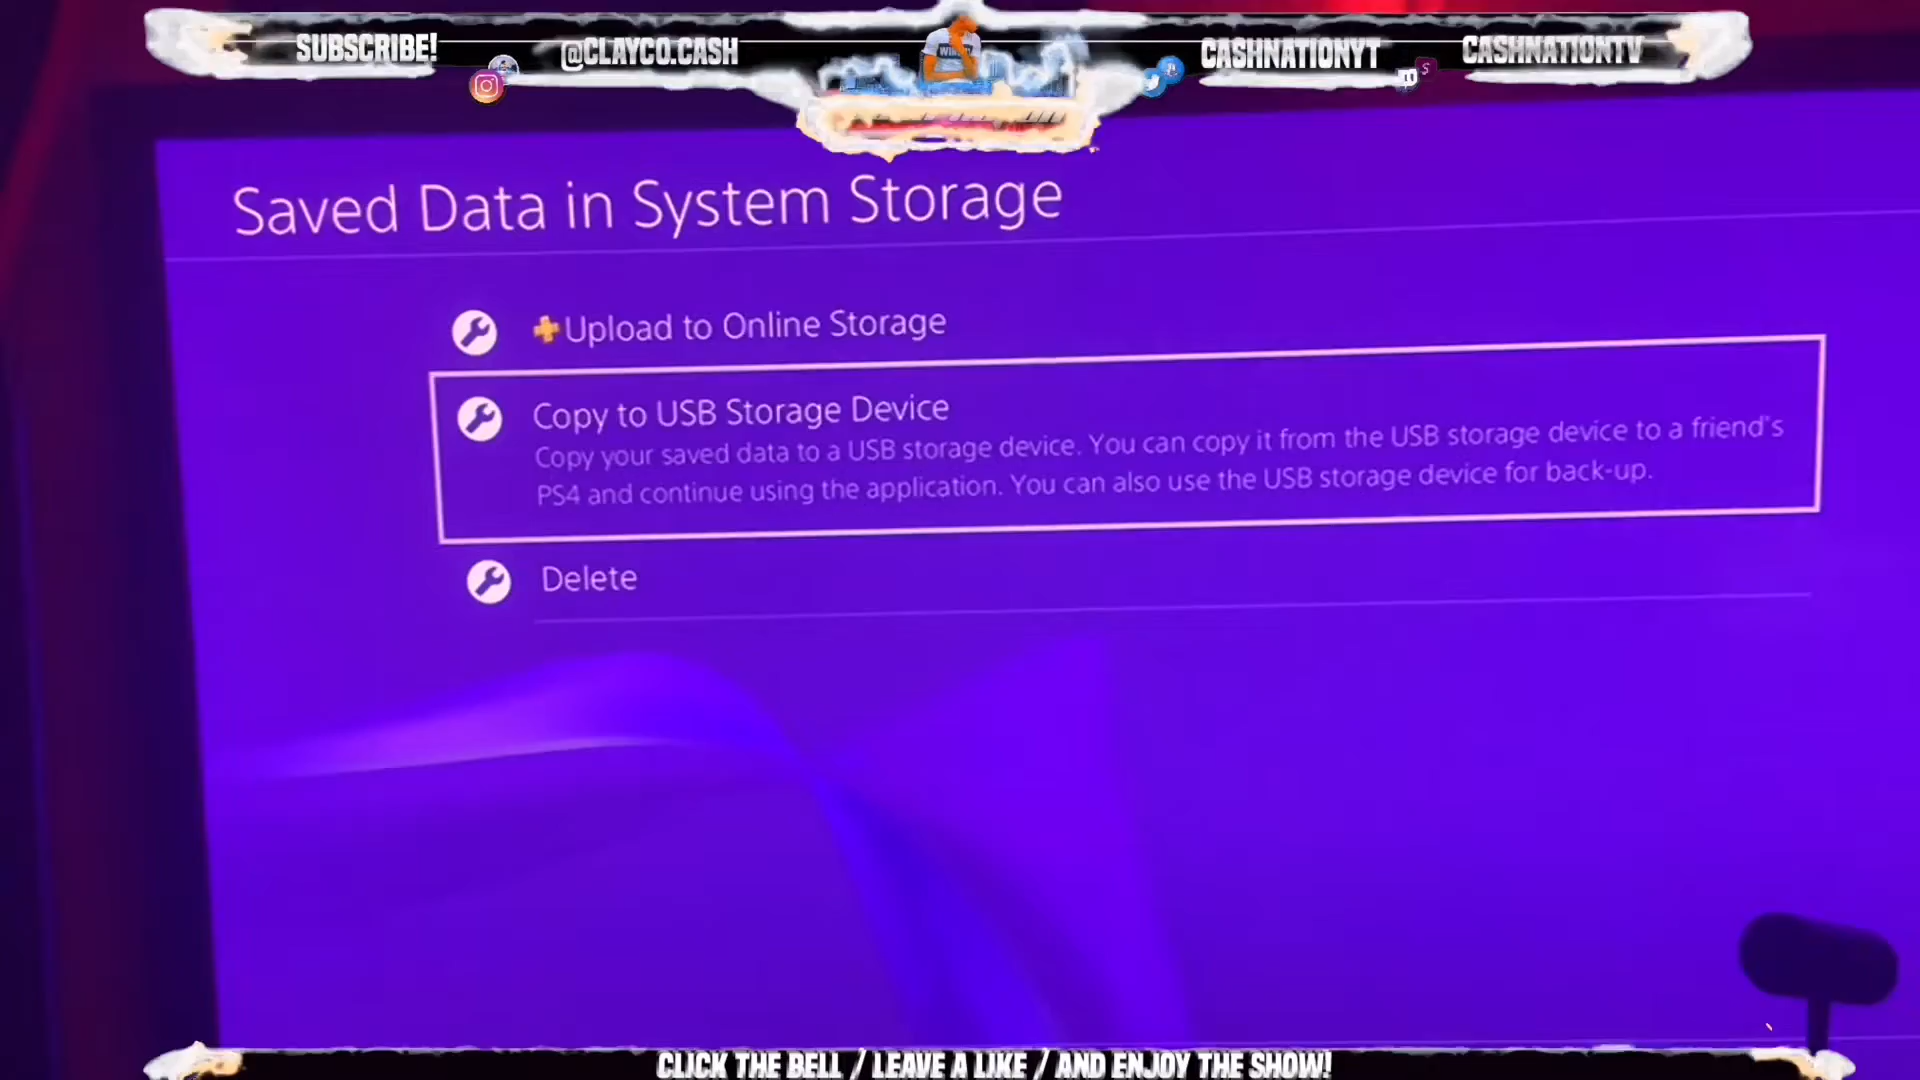 SUBSCRIBE!
@CLAYCO.CASH
CASHNATIONYT
CASHNATIONTV
Saved Data in System Storage
Upload to Online Storage
Copy to USB Storage Device
Copy your saved data to a USB storage device. You can copy it from the USB storage device to a friend's
PS4 and continue using the application. You can also use the USB storage device for back-up.
Delete
CLICK THE BELL / LEAVE A LIKE / AND ENJOY THE SHOW!